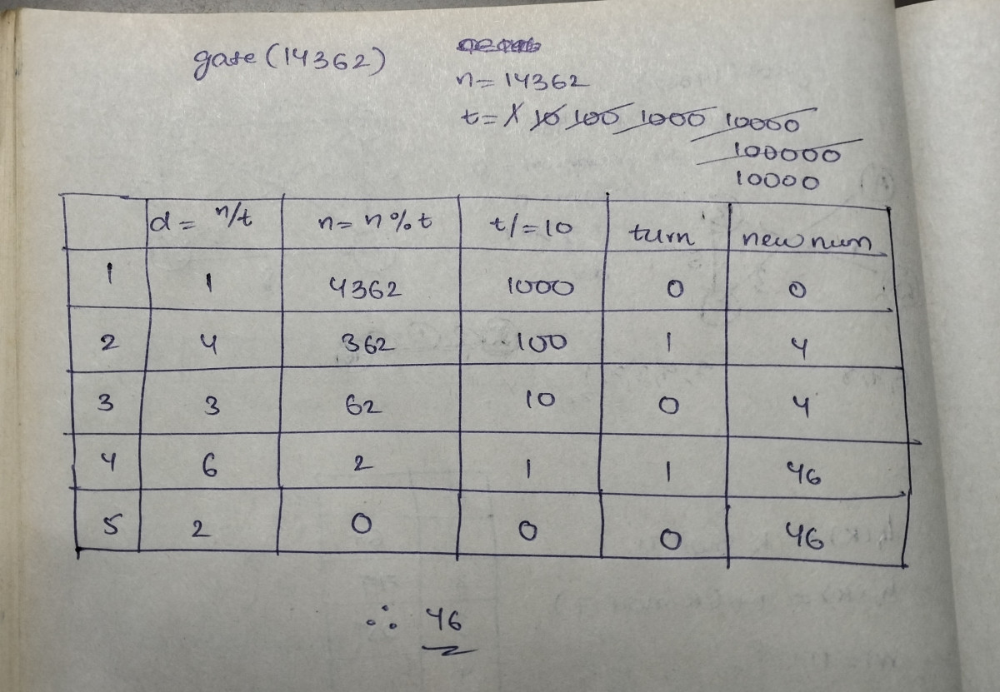 gate(14362)
n= 14362
t= 1 10 100 1000 10000
100000
10000
d= n/t n= n%t t/=10 turn new num
1 1 4362 1000 0 0
2 4 362 100 1 4
3 3 62 10 0 4
4 6 2 1 1 46
5 2 0 0 0 46
∴ 46